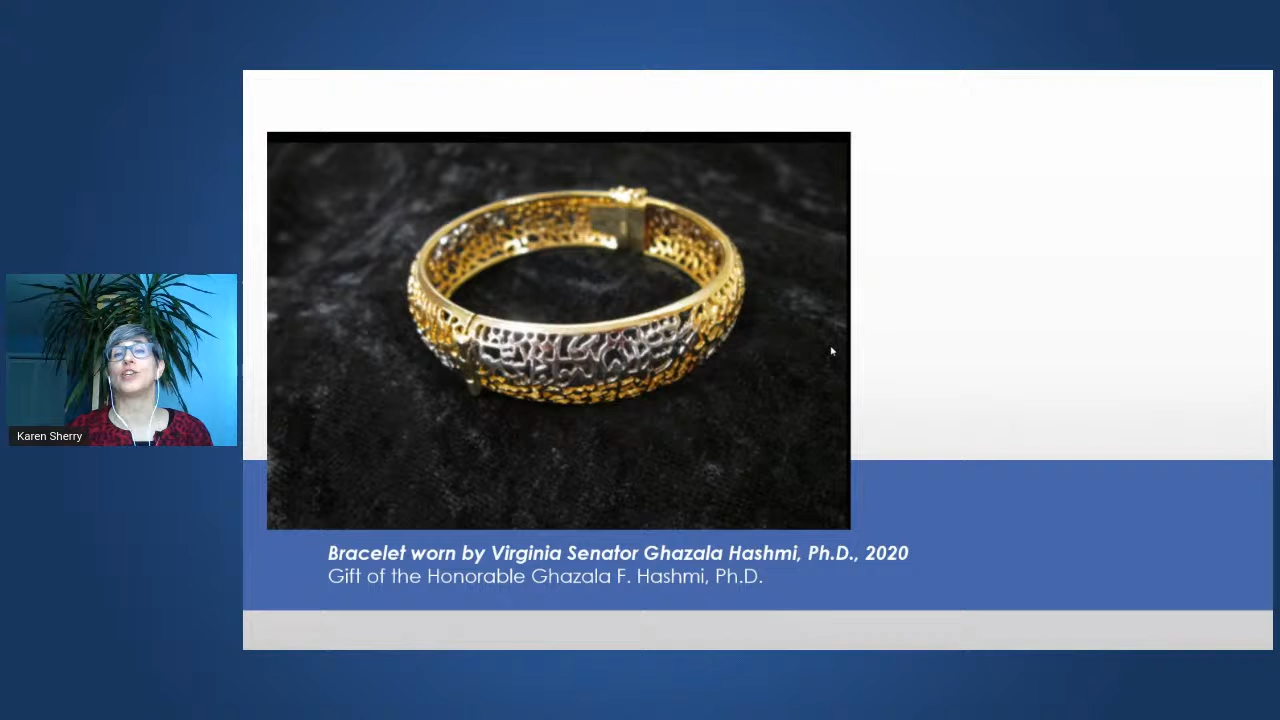 Karen Sherry
Bracelet worn by Virginia Senator Ghazala Hashmi, Ph.D., 2020
Gift of the Honorable Ghazala F. Hashmi, Ph.D.